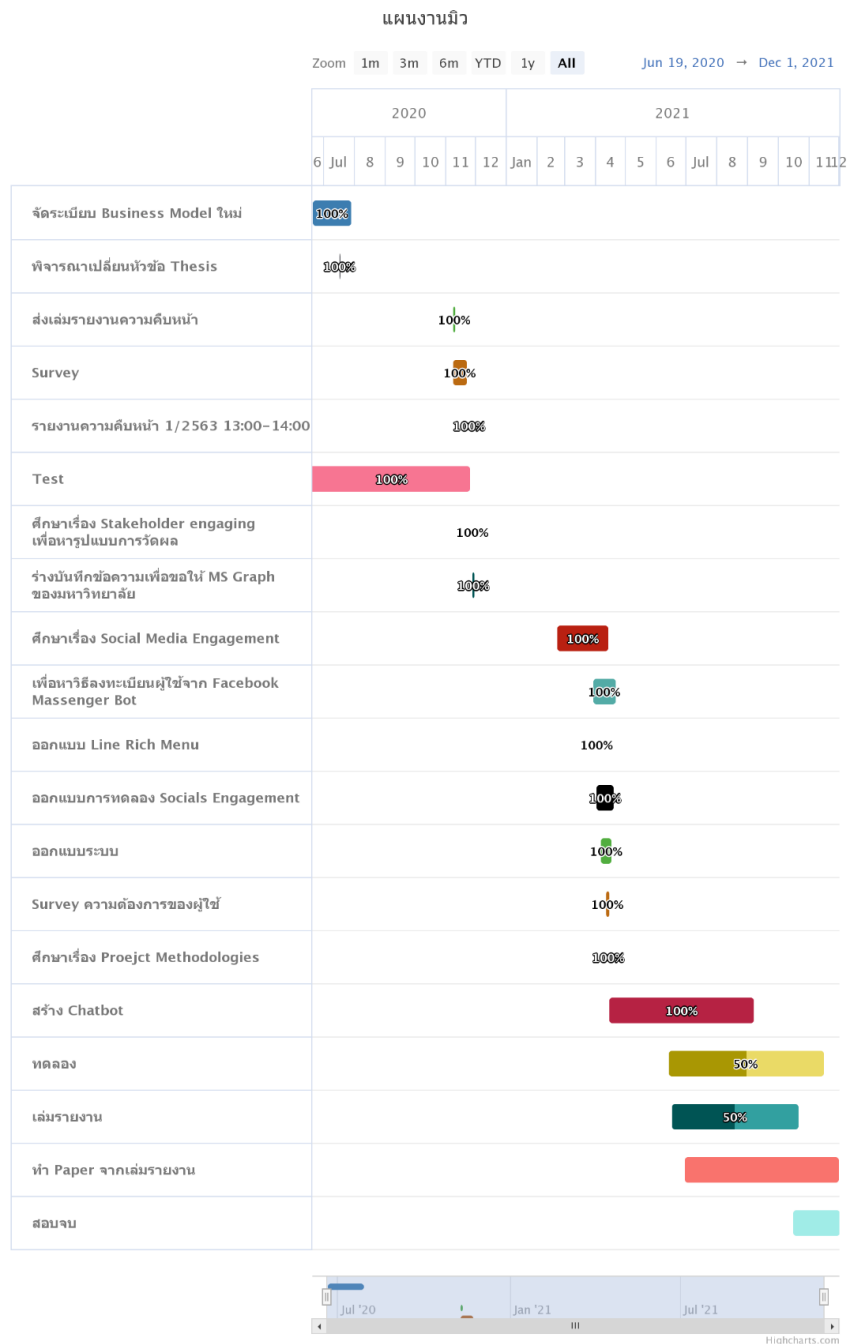 แผนงานมิว
Zoom 1m 3m 6m YTD 1y All Jun 19, 2020 → Dec 1, 2021
2020 2021
6 Jul 8 9 10 11 12 Jan 2 3 4 5 6 Jul 8 9 10 11 12
จัดระเบียบ Business Model ใหม่ 100%
พิจารณาเปลี่ยนหัวข้อ Thesis 100%
ส่งเล่มรายงานความคืบหน้า 100%
Survey 100%
รายงานความคืบหน้า 1/2563 13:00-14:00 100%
Test 100%
ศึกษาเรื่อง Stakeholder engaging
เพื่อหารูปแบบการวัดผล 100%
ร่างบันทึกข้อความเพื่อขอให้ MS Graph
ของมหาวิทยาลัย 100%
ศึกษาเรื่อง Social Media Engagement 100%
เพื่อหาวิธีลงทะเบียนผู้ใช้จาก Facebook
Massenger Bot 100%
ออกแบบ Line Rich Menu 100%
ออกแบบการทดลอง Socials Engagement 100%
ออกแบบระบบ 100%
Survey ความต้องการของผู้ใช้ 100%
ศึกษาเรื่อง Proejct Methodologies 100%
สร้าง Chatbot 100%
ทดลอง 50%
เล่มรายงาน 50%
ทำ Paper จากเล่มรายงาน
สอบจบ
Jul '20 Jan '21 Jul '21
Highcharts.com